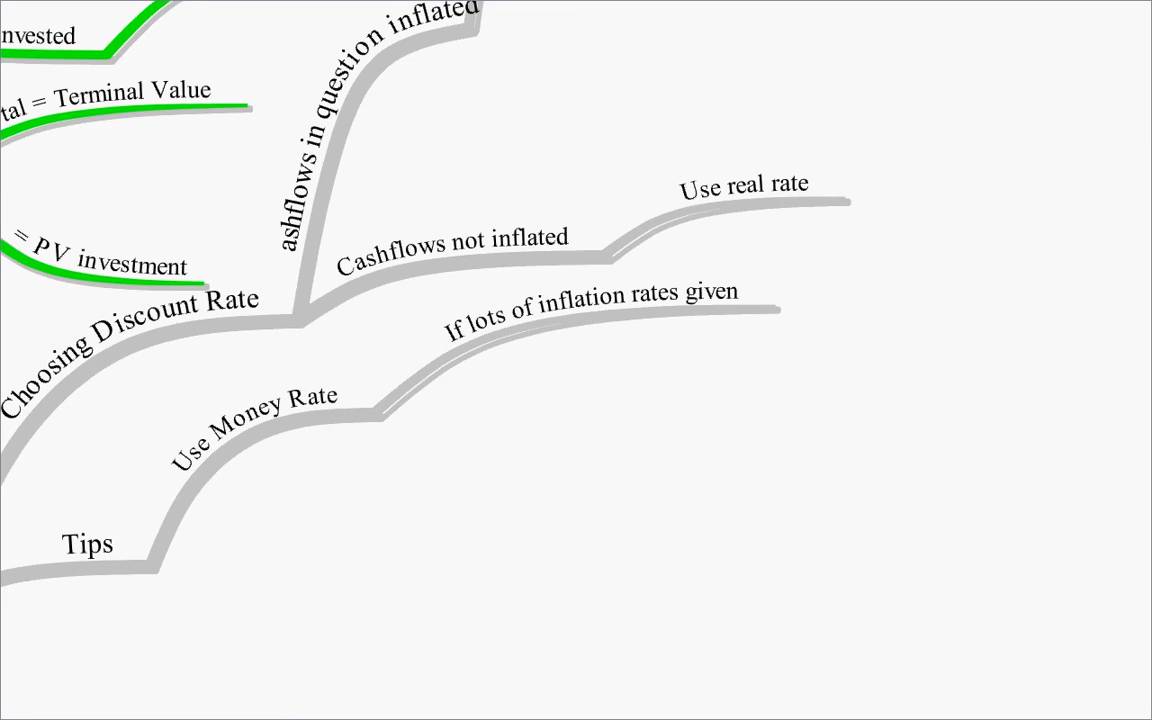 nvested
tal = Terminal Value
= PV investment
ashflows in question inflated
Cashflows not inflated
Use real rate
Choosing Discount Rate
If lots of inflation rates given
Use Money Rate
Tips